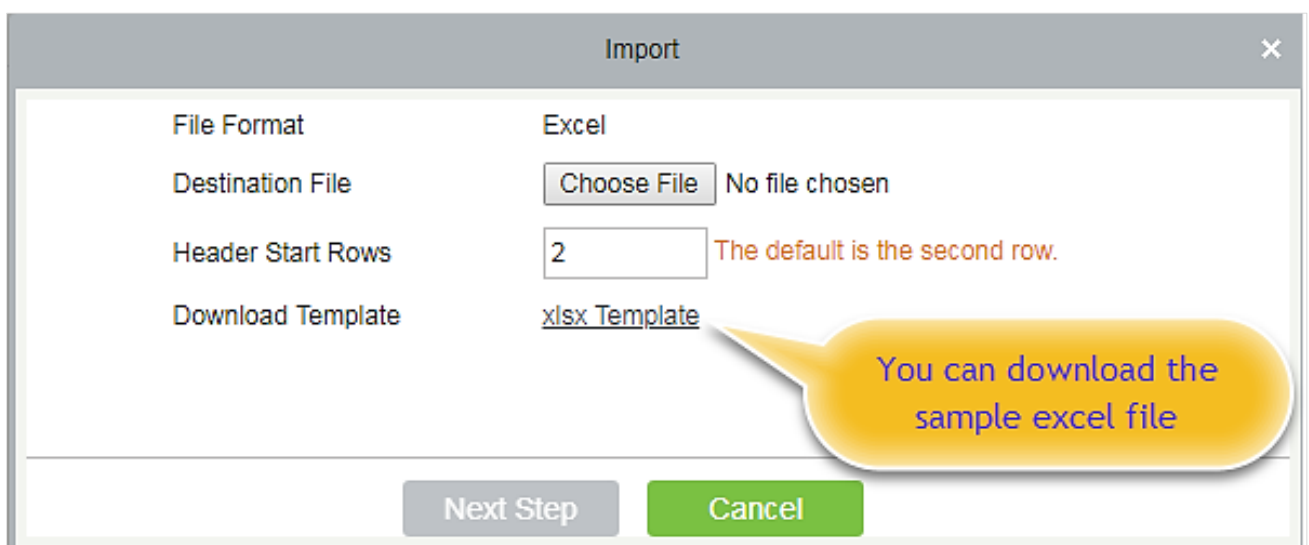 Import ×
File Format Excel
Destination File Choose File No file chosen
Header Start Rows 2 The default is the second row.
Download Template xlsx Template
You can download the
sample excel file
Next Step Cancel